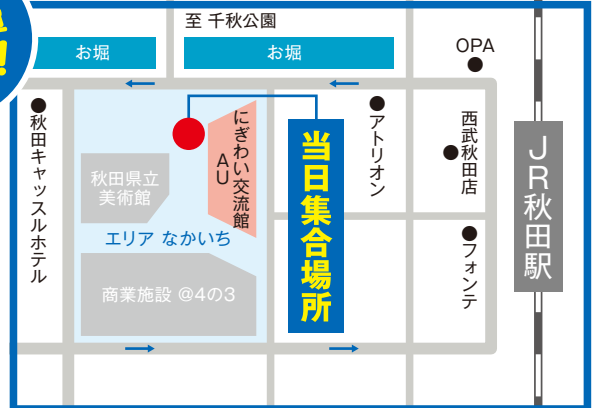 至 千秋公園
お堀
お堀
OPA
秋田キャッスルホテル
にぎわい交流館
AU
当日集合場所
アトリオン
西武秋田店
JR秋田駅
秋田県立
美術館
エリア なかいち
フォンテ
商業施設 @4の3